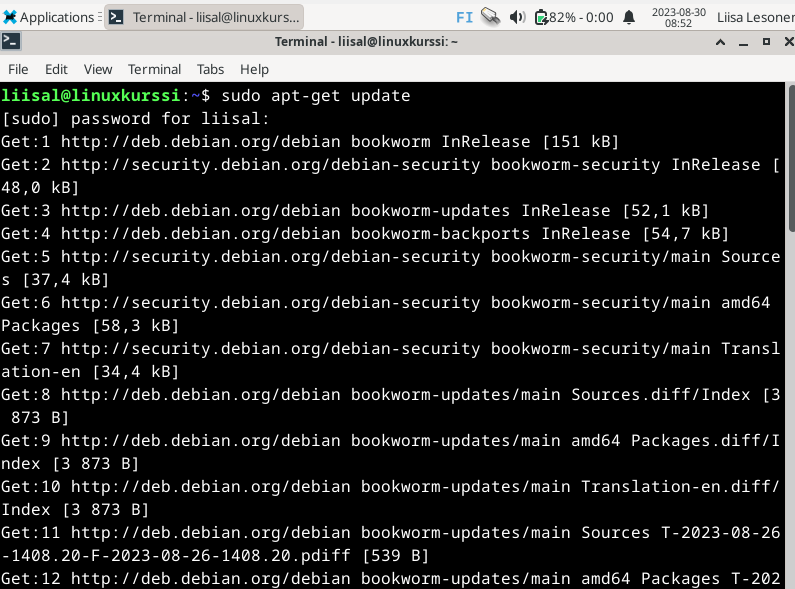 Applications
Terminal - liisal@linuxkurs...
FI
82% - 0:00
2023-08-30
08:52
Liisa Lesoner
Terminal - liisal@linuxkurssi: ~
File Edit View Terminal Tabs Help
liisal@linuxkurssi:~$ sudo apt-get update
[sudo] password for liisal:
Get:1 http://deb.debian.org/debian bookworm InRelease [151 kB]
Get:2 http://security.debian.org/debian-security bookworm-security InRelease [
48,0 kB]
Get:3 http://deb.debian.org/debian bookworm-updates InRelease [52,1 kB]
Get:4 http://deb.debian.org/debian bookworm-backports InRelease [54,7 kB]
Get:5 http://security.debian.org/debian-security bookworm-security/main Source
s [37,4 kB]
Get:6 http://security.debian.org/debian-security bookworm-security/main amd64
Packages [58,3 kB]
Get:7 http://security.debian.org/debian-security bookworm-security/main Transl
ation-en [34,4 kB]
Get:8 http://deb.debian.org/debian bookworm-updates/main Sources.diff/Index [3
 873 B]
Get:9 http://deb.debian.org/debian bookworm-updates/main amd64 Packages.diff/I
ndex [3 873 B]
Get:10 http://deb.debian.org/debian bookworm-updates/main Translation-en.diff/
Index [3 873 B]
Get:11 http://deb.debian.org/debian bookworm-updates/main Sources T-2023-08-26
-1408.20-F-2023-08-26-1408.20.pdiff [539 B]
Get:12 http://deb.debian.org/debian bookworm-updates/main amd64 Packages T-202